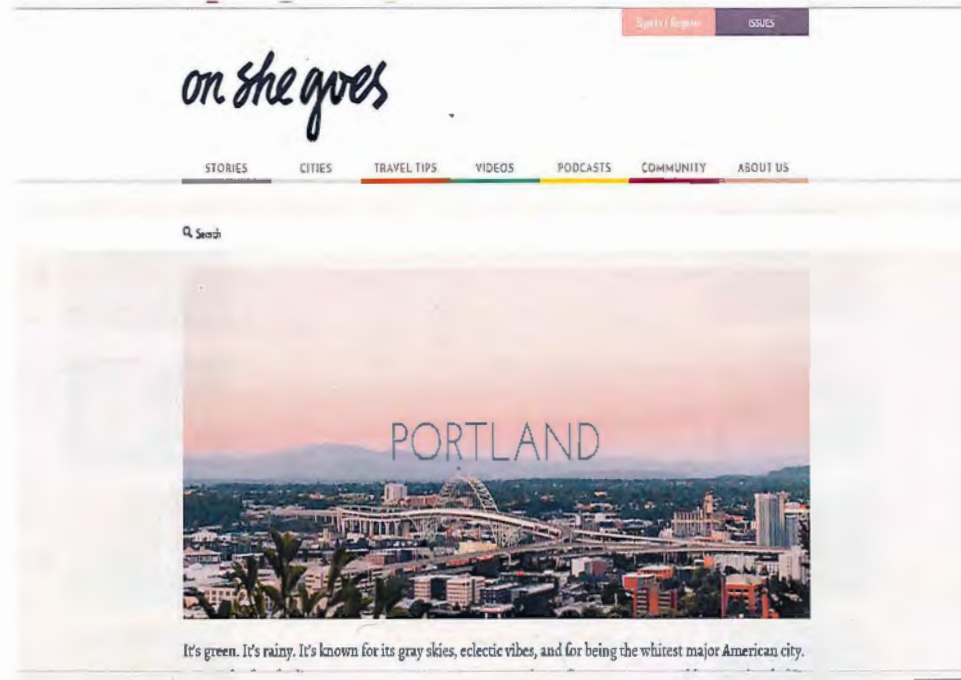 Sign In / Register ISSUES
on she goes
STORIES CITIES TRAVEL TIPS VIDEOS PODCASTS COMMUNITY ABOUT US
Search
PORTLAND
It's green. It's rainy. It's known for its gray skies, eclectic vibes, and for being the whitest major American city.